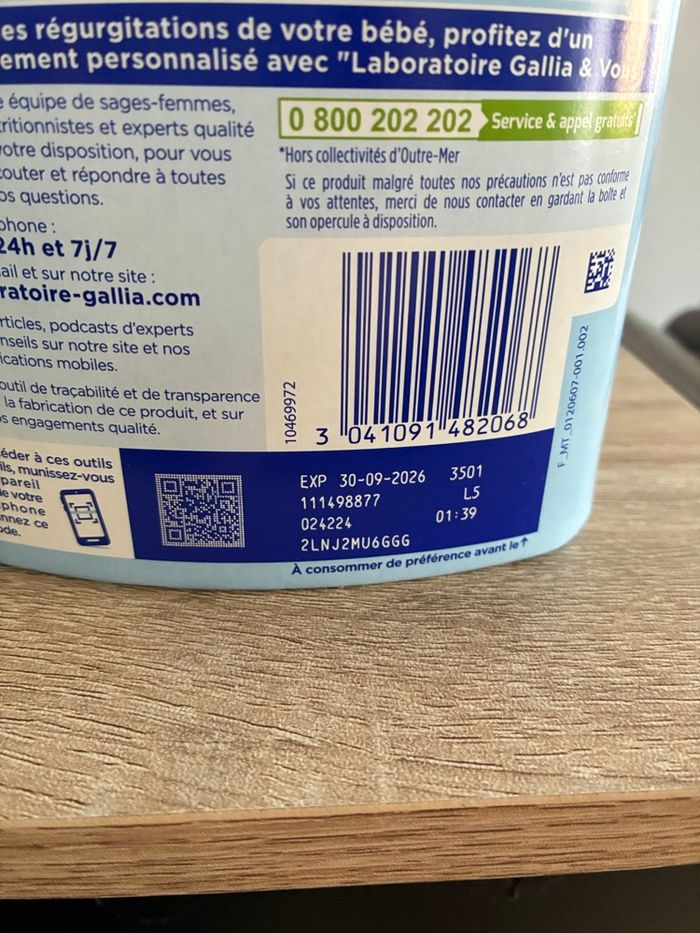 es régurgitations de votre bébé, profitez d'un
ement personnalisé avec "Laboratoire Gallia & Vous
équipe de sages-femmes,
ritionnistes et experts qualité
votre disposition, pour vous
couter et répondre à toutes
os questions.
phone :
24h et 7j/7
ail et sur notre site :
ratoire-gallia.com
rticles, podcasts d'experts
nseils sur notre site et nos
ications mobiles.
outil de traçabilité et de transparence
la fabrication de ce produit, et sur
os engagements qualité.
éder à ces outils
ils, munissez-vous
pareil
de votre
phone
nnez ce
ode.
0 800 202 202 Service & appel gratuits*
*Hors collectivités d'Outre-Mer
Si ce produit malgré toutes nos précautions n'est pas conforme
à vos attentes, merci de nous contacter en gardant la boîte et
son opercule à disposition.
10469972
3 041091 482068
F_MT_0120607-001.002
EXP 30-09-2026 3501
111498877 L5
024224 01:39
2LNJ2MU6GGG
À consommer de préférence avant le↑